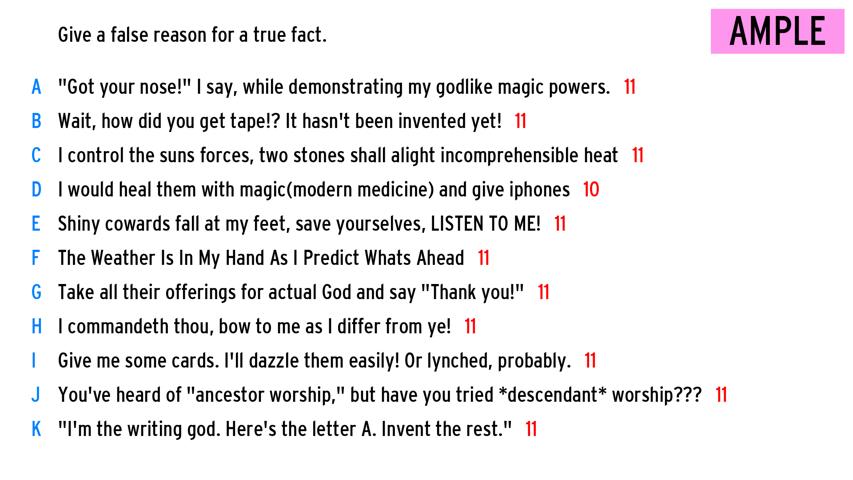 Give a false reason for a true fact.
AMPLE
A "Got your nose!" I say, while demonstrating my godlike magic powers. 11
B Wait, how did you get tape!? It hasn't been invented yet! 11
C I control the suns forces, two stones shall alight incomprehensible heat 11
D I would heal them with magic(modern medicine) and give iphones 10
E Shiny cowards fall at my feet, save yourselves, LISTEN TO ME! 11
F The Weather Is In My Hand As I Predict Whats Ahead 11
G Take all their offerings for actual God and say "Thank you!" 11
H I commandeth thou, bow to me as I differ from ye! 11
I Give me some cards. I'll dazzle them easily! Or lynched, probably. 11
J You've heard of "ancestor worship," but have you tried *descendant* worship??? 11
K "I'm the writing god. Here's the letter A. Invent the rest." 11